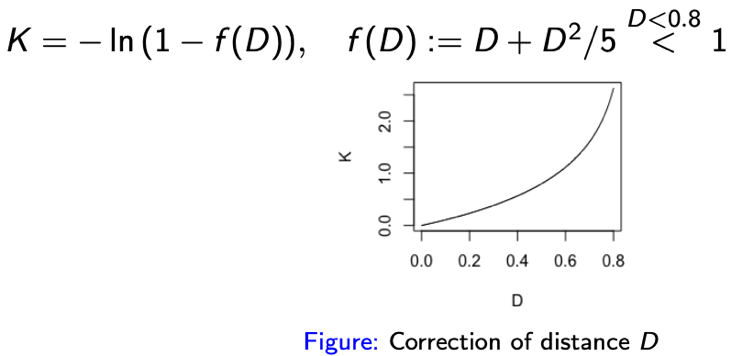 K = − ln (1 − f(D)),   f(D) := D + D²/5 $\overset{D<0.8}{<}$ 1
K
2.0
1.0
0.0
0.0 0.2 0.4 0.6 0.8
D
Figure: Correction of distance D